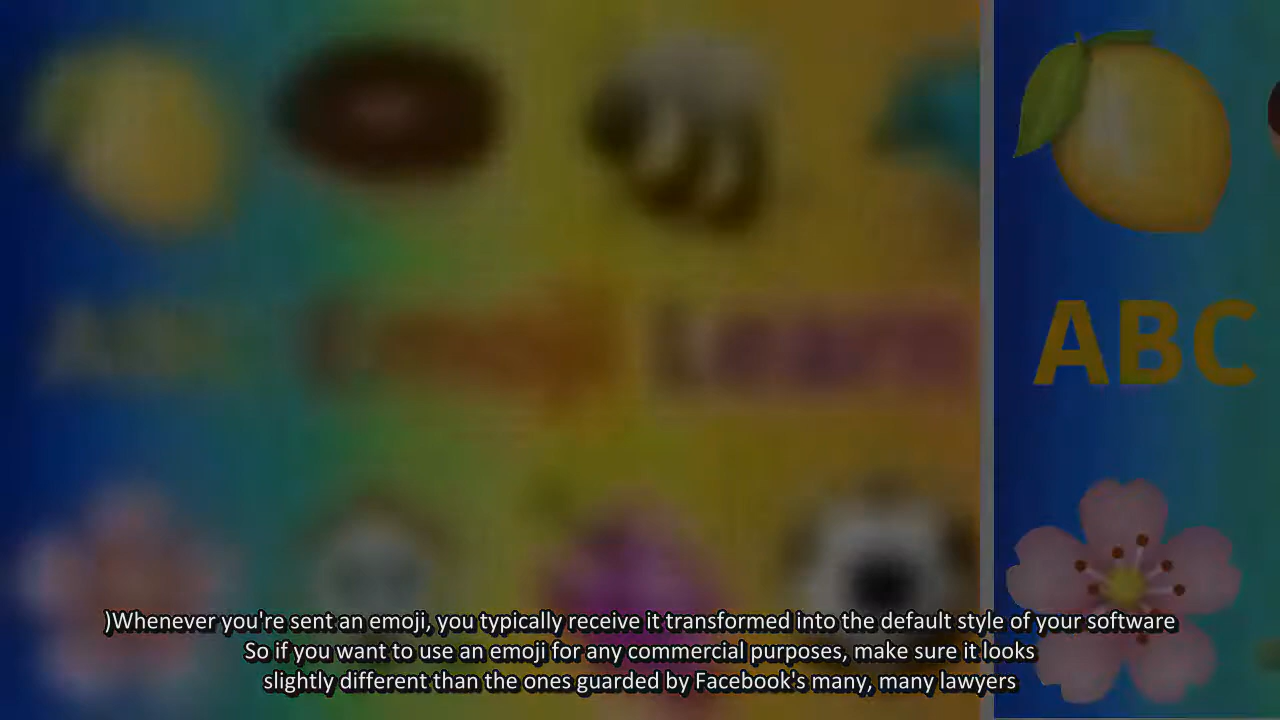 ABC
)Whenever you're sent an emoji, you typically receive it transformed into the default style of your software
So if you want to use an emoji for any commercial purposes, make sure it looks
slightly different than the ones guarded by Facebook's many, many lawyers